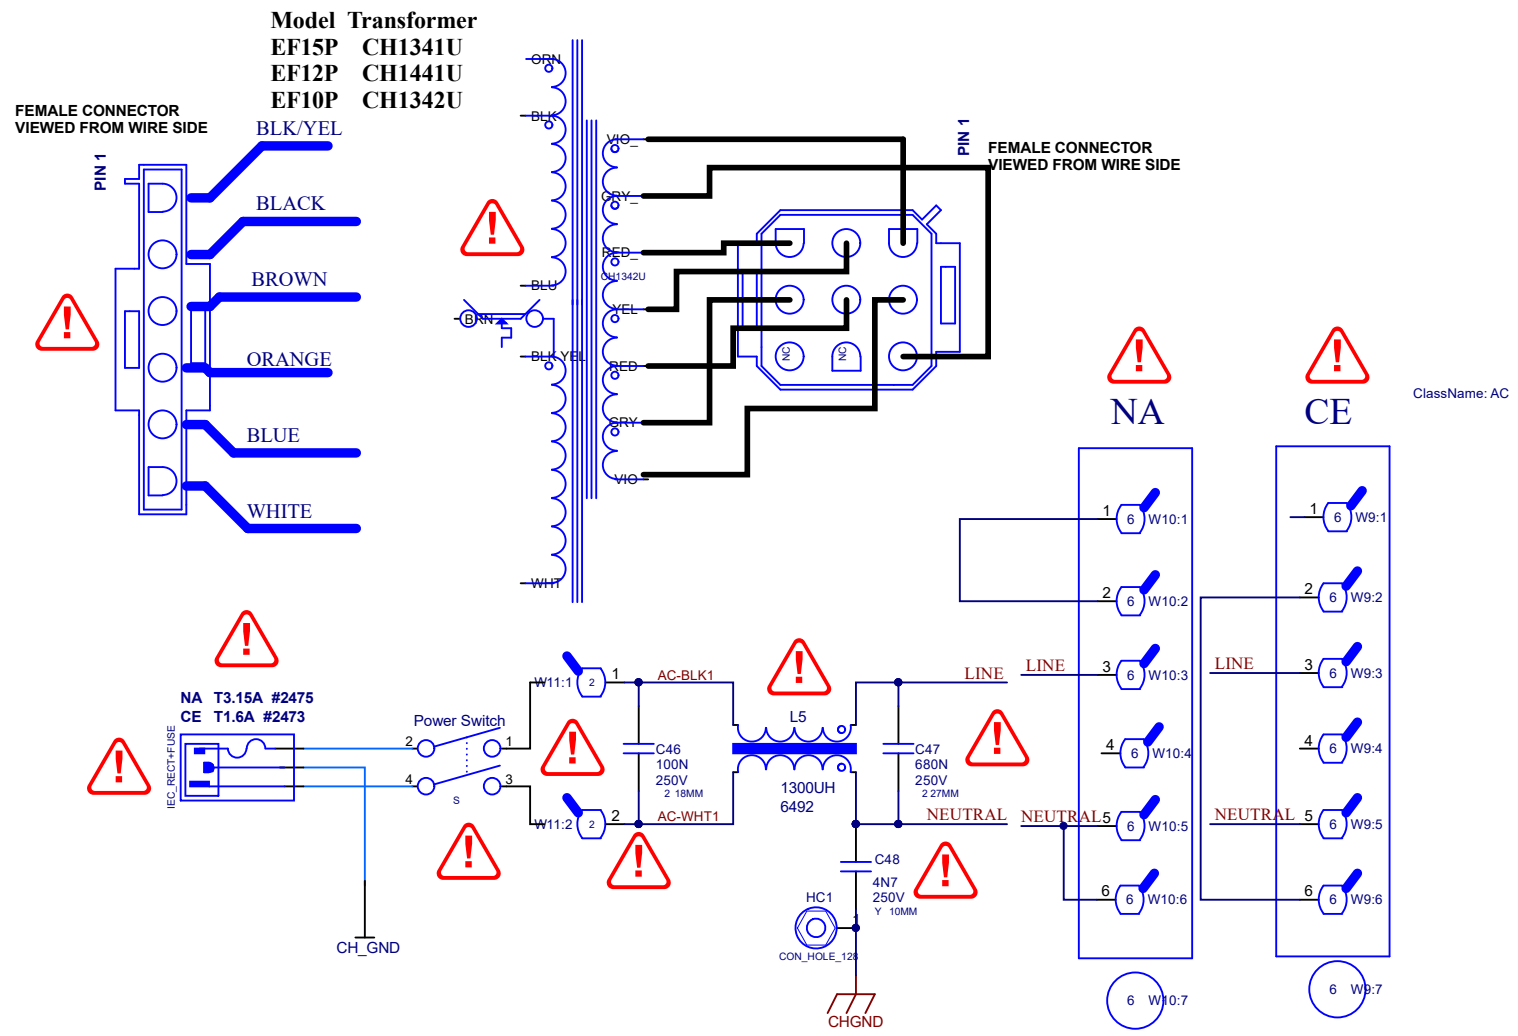 Model Transformer
EF15P CH1341U
EF12P CH1441U
EF10P CH1342U
FEMALE CONNECTOR
VIEWED FROM WIRE SIDE
PIN 1
BLK/YEL
BLACK
BROWN
ORANGE
BLUE
WHITE
ORN
BLK
BLU
BRN
BLK YEL
WHT
VIO_
GRY_
RED_
CH1342U
YEL
RED
GRY
VIO
PIN 1
FEMALE CONNECTOR
VIEWED FROM WIRE SIDE
NC
NC
NA
CE
ClassName: AC
1 6 W10:1
2 6 W10:2
LINE 3 6 W10:3
4 6 W10:4
NEUTRAL 5 6 W10:5
6 6 W10:6
6 W10:7
1 6 W9:1
2 6 W9:2
LINE 3 6 W9:3
4 6 W9:4
NEUTRAL 5 6 W9:5
6 6 W9:6
6 W9:7
NA T3.15A #2475
CE T1.6A #2473
IEC_RECT+FUSE
CH_GND
Power Switch
2 1
4 3
S
W11:1 2 1
W11:2 2 2
AC-BLK1
AC-WHT1
C46
100N
250V
2 18MM
L5
1300UH
6492
C47
680N
250V
2 27MM
LINE
NEUTRAL
C48
4N7
250V
Y 10MM
HC1
1
CON_HOLE_128
CHGND